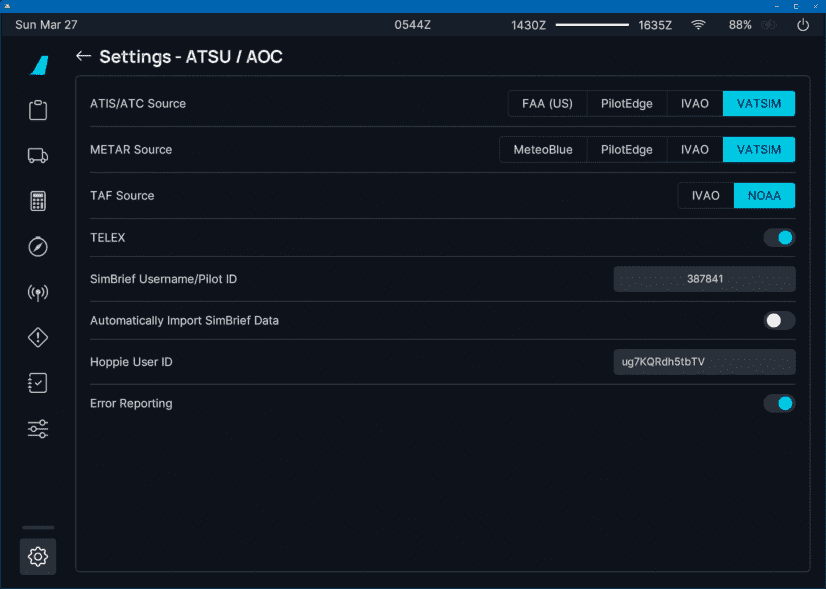 Sun Mar 27 0544Z 1430Z 1635Z 88%
← Settings - ATSU / AOC
ATIS/ATC Source FAA (US) PilotEdge IVAO VATSIM
METAR Source MeteoBlue PilotEdge IVAO VATSIM
TAF Source IVAO NOAA
TELEX
SimBrief Username/Pilot ID 387841
Automatically Import SimBrief Data
Hoppie User ID ug7KQRdh5tbTV
Error Reporting